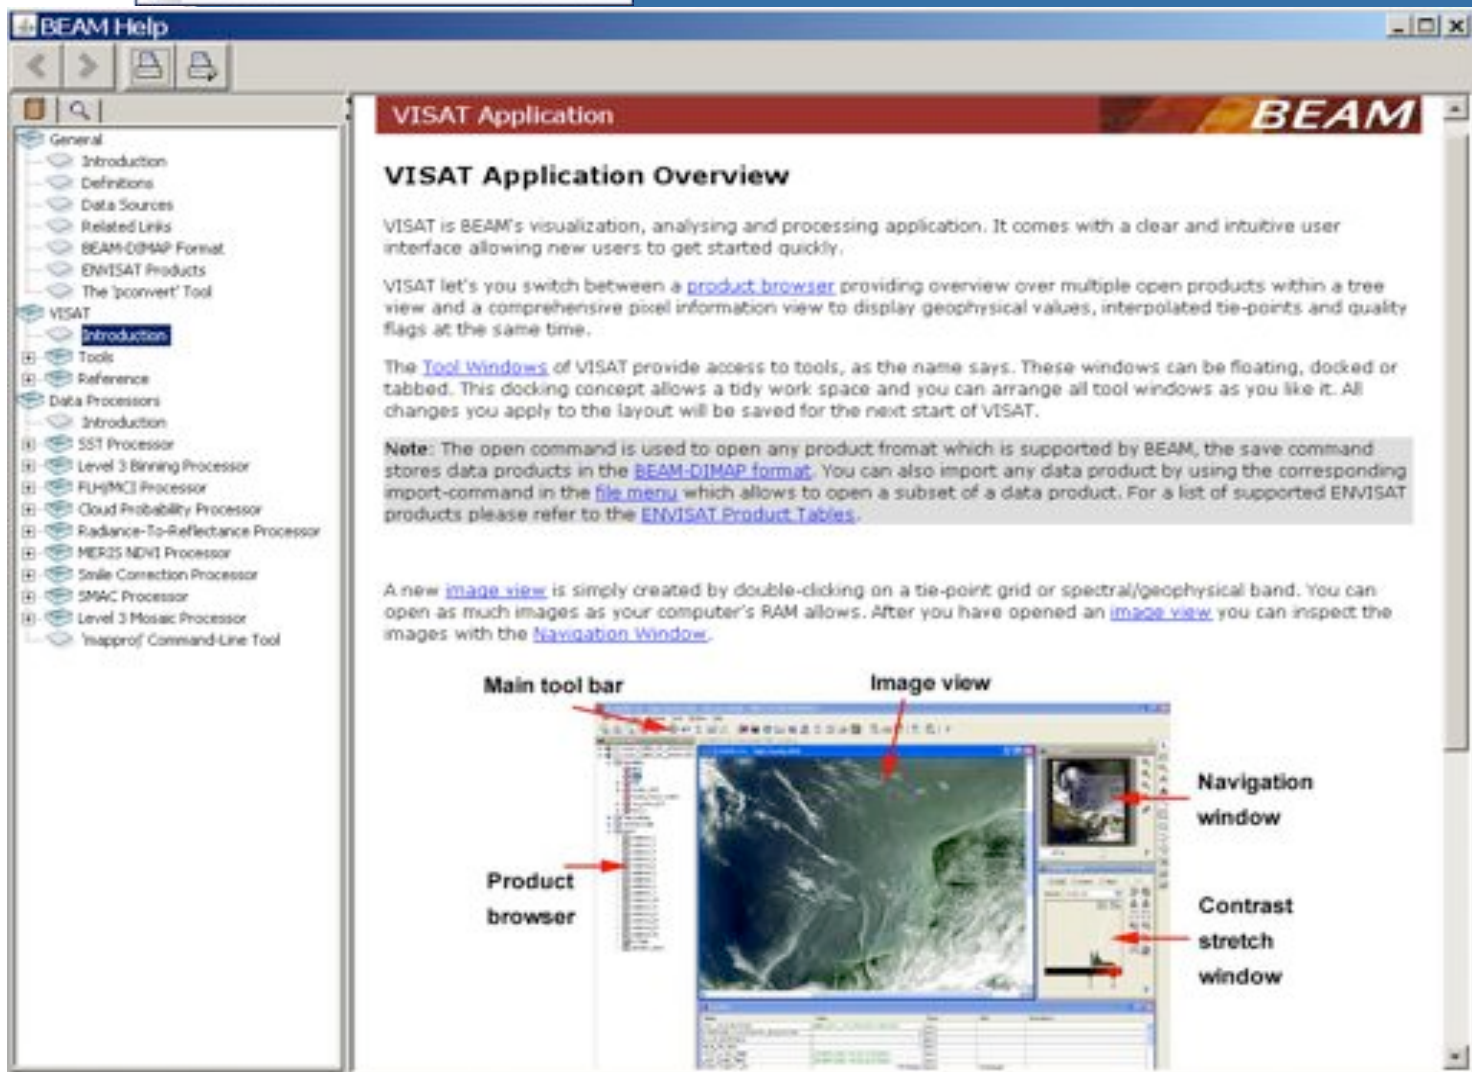 BEAM Help
General
Introduction
Definitions
Data Sources
Related Links
BEAM-DIMAP Format
ENVISAT Products
The 'pconvert' Tool
VISAT
Introduction
Tools
Reference
Data Processors
Introduction
SST Processor
Level 3 Binning Processor
FLH/MCI Processor
Cloud Probability Processor
Radiance-To-Reflectance Processor
MERIS NDVI Processor
Smile Correction Processor
SMAC Processor
Level 3 Mosaic Processor
'mapproj' Command-Line Tool
VISAT Application
BEAM
VISAT Application Overview
VISAT is BEAM's visualization, analysing and processing application. It comes with a clear and intuitive user
interface allowing new users to get started quickly.
VISAT let's you switch between a product browser providing overview over multiple open products within a tree
view and a comprehensive pixel information view to display geophysical values, interpolated tie-points and quality
flags at the same time.
The Tool Windows of VISAT provide access to tools, as the name says. These windows can be floating, docked or
tabbed. This docking concept allows a tidy work space and you can arrange all tool windows as you like it. All
changes you apply to the layout will be saved for the next start of VISAT.
Note: The open command is used to open any product fromat which is supported by BEAM, the save command
stores data products in the BEAM-DIMAP format. You can also import any data product by using the corresponding
import-command in the file menu which allows to open a subset of a data product. For a list of supported ENVISAT
products please refer to the ENVISAT Product Tables.
A new image view is simply created by double-clicking on a tie-point grid or spectral/geophysical band. You can
open as much images as your computer's RAM allows. After you have opened an image view you can inspect the
images with the Navigation Window.
Main tool bar
Image view
Navigation
window
Product
browser
Contrast
stretch
window